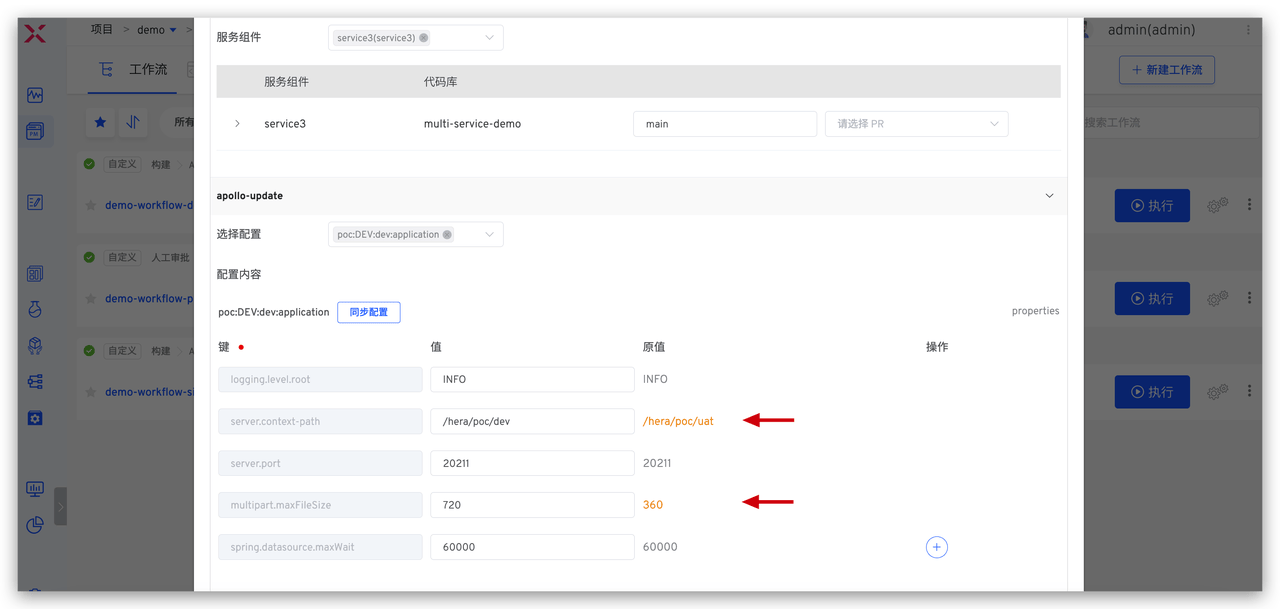 项目 > demo >
admin(admin)
工作流
+ 新建工作流
所有
搜索工作流
自定义 构建
demo-workflow-d
执行
自定义 人工审批
demo-workflow-p
执行
自定义 构建
demo-workflow-si
执行
服务组件 service3(service3)
服务组件 代码库
service3 multi-service-demo main 请选择 PR
apollo-update
选择配置 poc:DEV:dev:application
配置内容
poc:DEV:dev:application 同步配置 properties
键 值 原值 操作
logging.level.root INFO INFO
server.context-path /hera/poc/dev /hera/poc/uat
server.port 20211 20211
multipart.maxFileSize 720 360
spring.datasource.maxWait 60000 60000